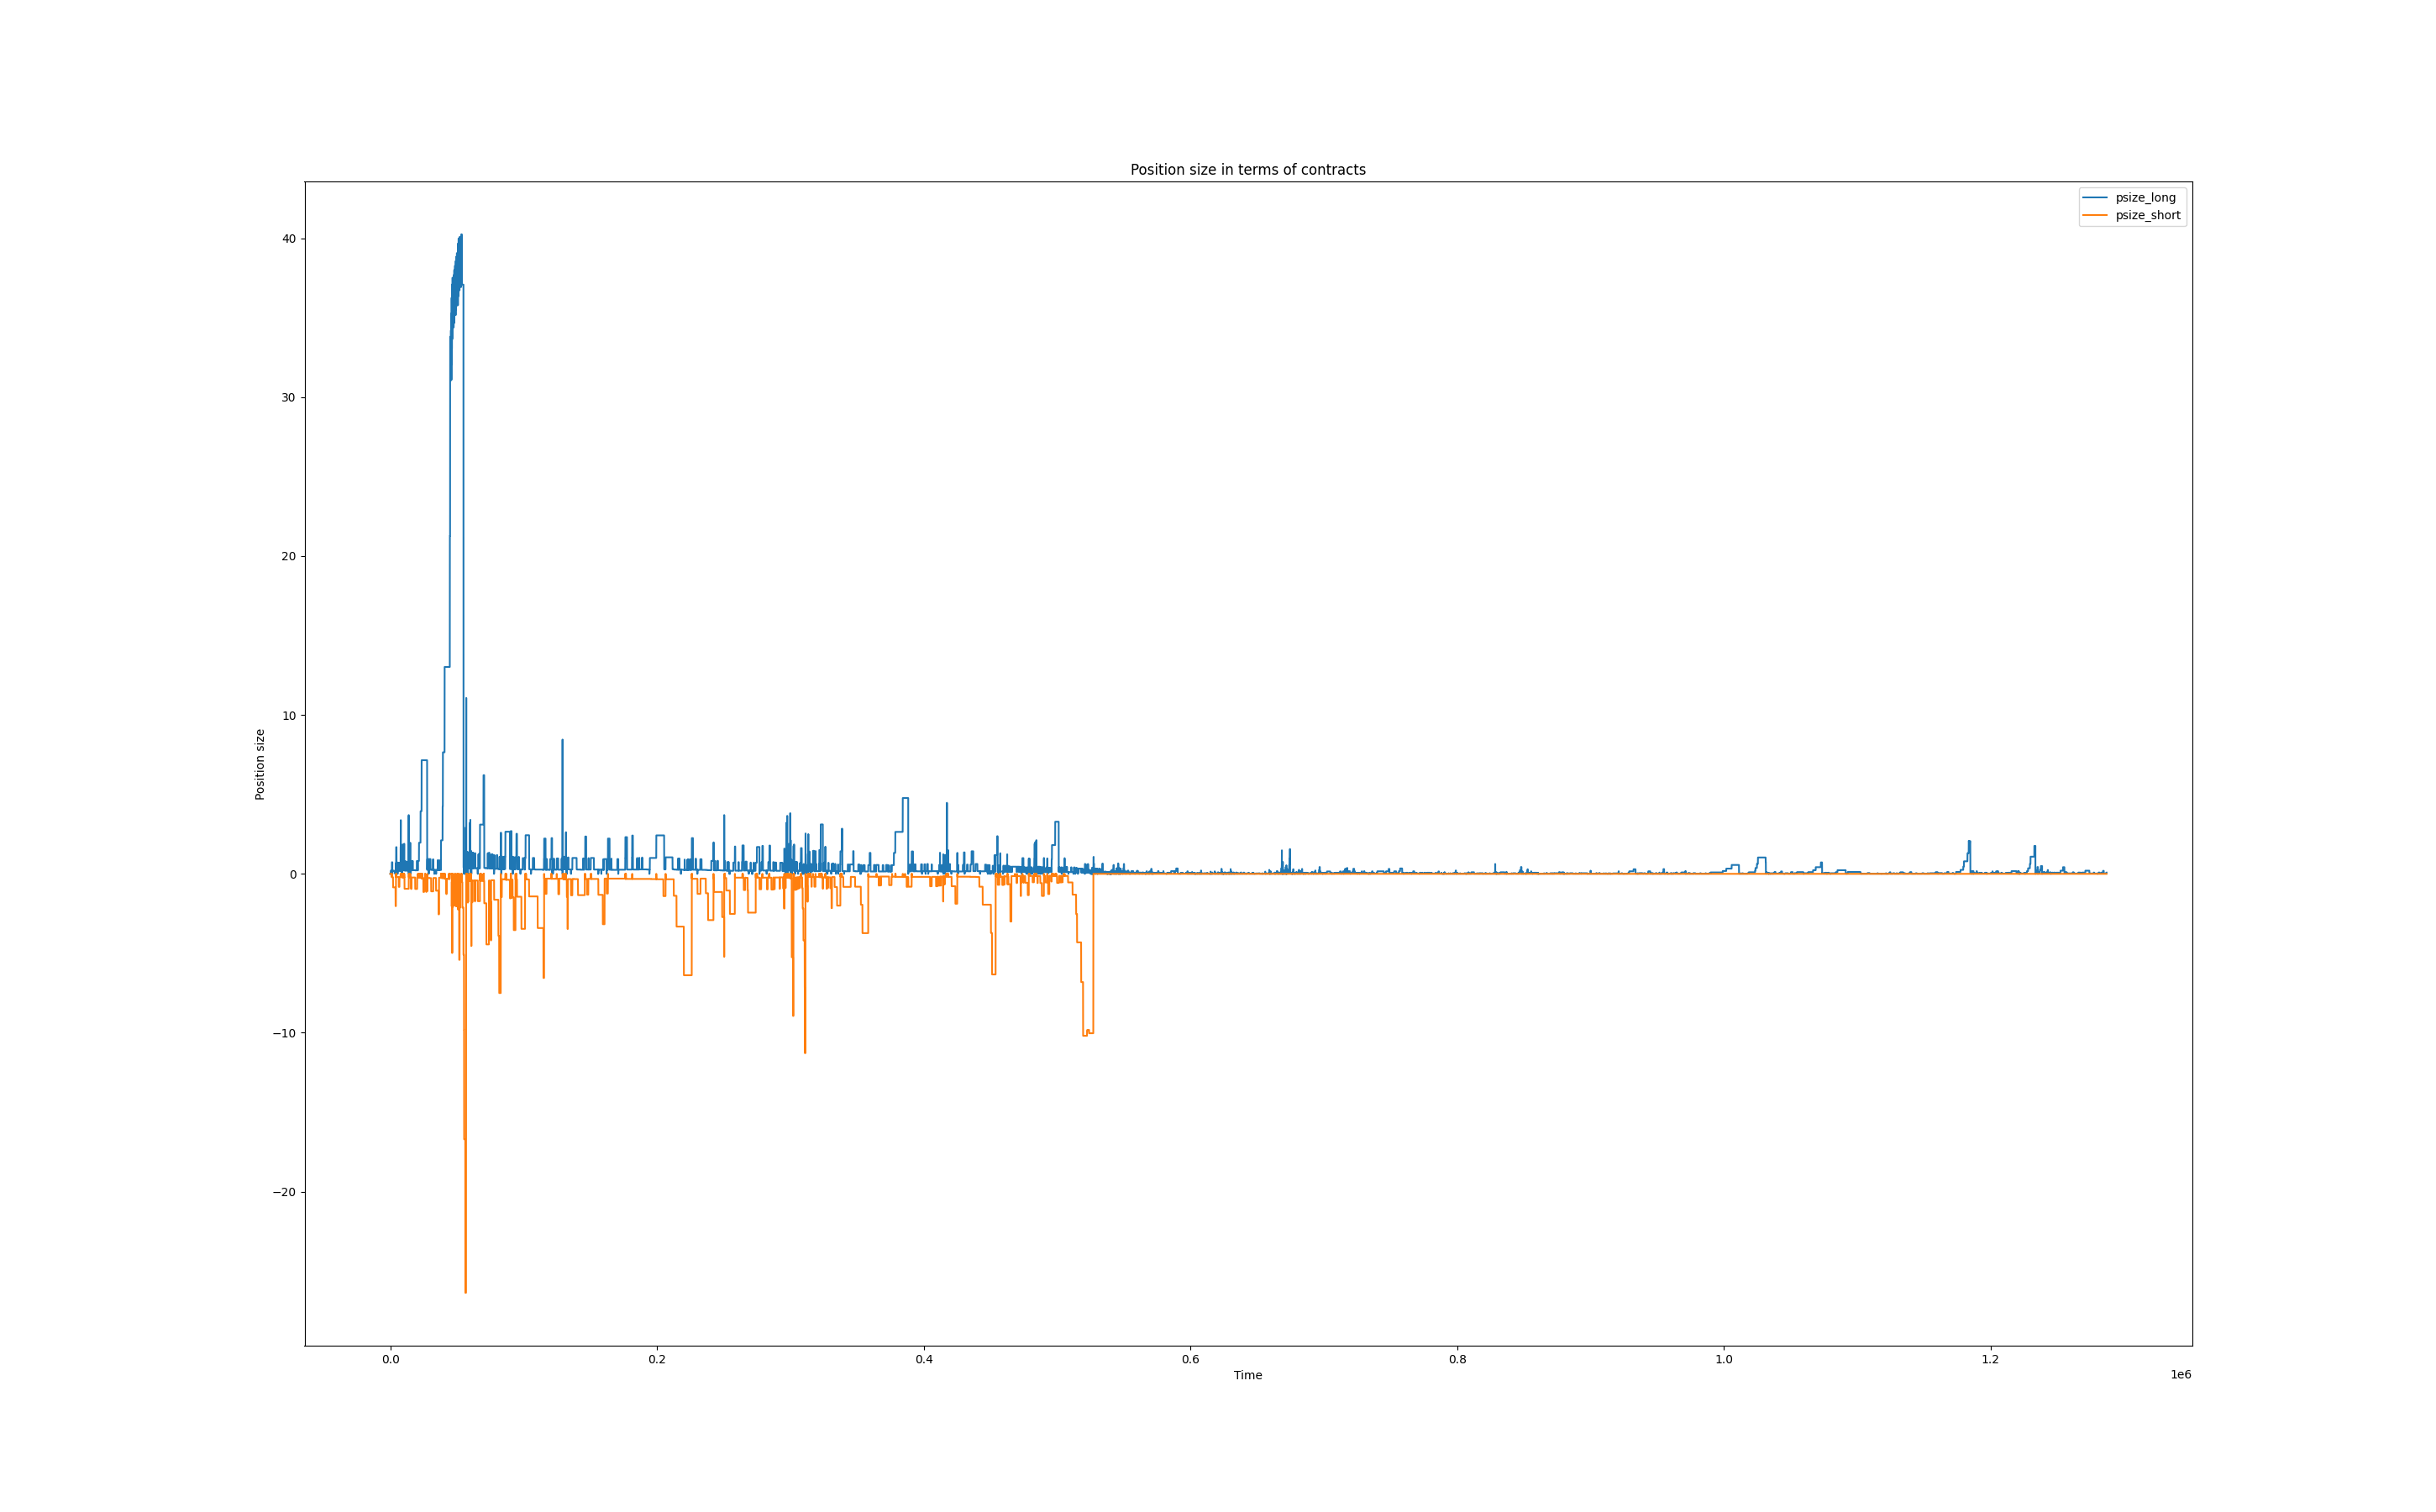 Position size in terms of contracts
psize_long
psize_short
40
30
20
10
0
−10
−20
Position size
0.0 0.2 0.4 0.6 0.8 1.0 1.2
Time
1e6